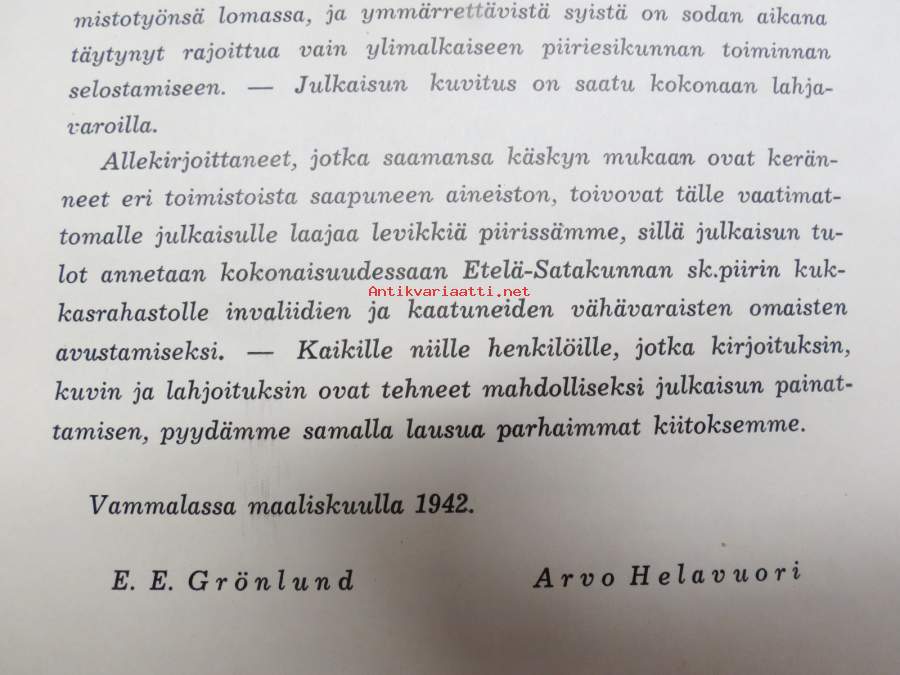 mistotyönsä lomassa, ja ymmärrettävistä syistä on sodan aikana
täytynyt rajoittua vain ylimalkaiseen piiriesikunnan toiminnan
selostamiseen. — Julkaisun kuvitus on saatu kokonaan lahja-
varoilla.
Allekirjoittaneet, jotka saamansa käskyn mukaan ovat kerän-
neet eri toimistoista saapuneen aineiston, toivovat tälle vaatimat-
tomalle julkaisulle laajaa levikkiä piirissämme, sillä julkaisun tu-
lot annetaan kokonaisuudessaan Etelä-Satakunnan sk.piirin kuk-
Antikvariaatti.net
kasrahastolle invaliidien ja kaatuneiden vähävaraisten omaisten
avustamiseksi. — Kaikille niille henkilöille, jotka kirjoituksin,
kuvin ja lahjoituksin ovat tehneet mahdolliseksi julkaisun painat-
tamisen, pyydämme samalla lausua parhaimmat kiitoksemme.
Vammalassa maaliskuulla 1942.
E. E. Grönlund Arvo Helavuori